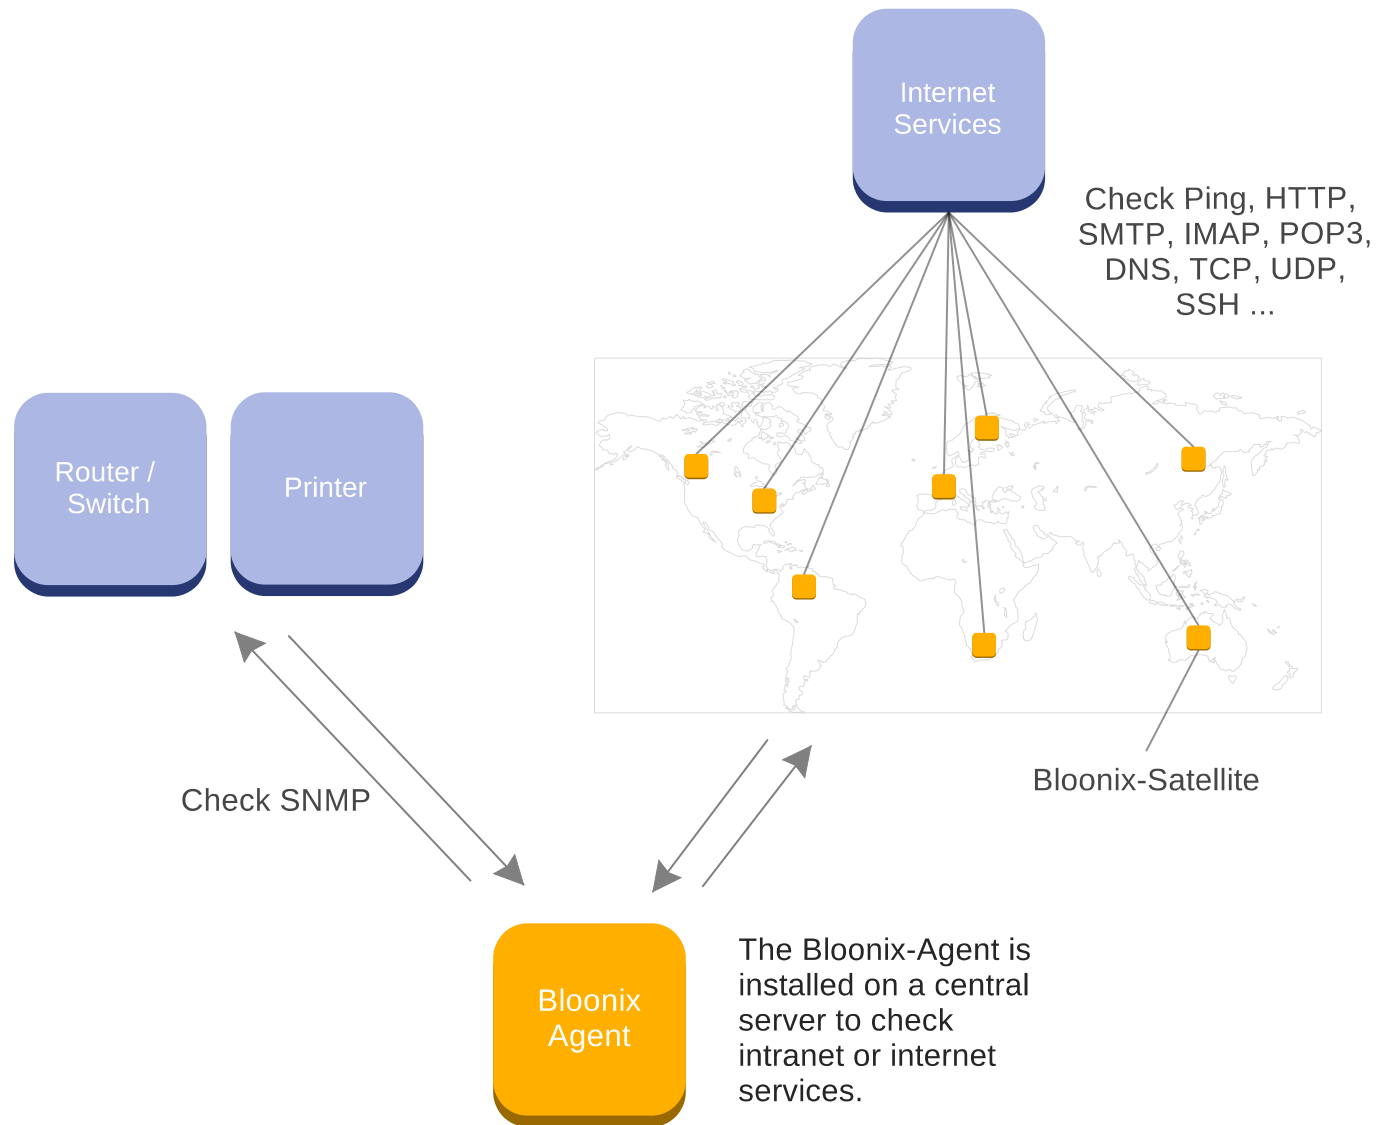 Internet
Services
Check Ping, HTTP,
SMTP, IMAP, POP3,
DNS, TCP, UDP,
SSH ...
Router /
Switch
Printer
Check SNMP
Bloonix-Satellite
Bloonix
Agent
The Bloonix-Agent is
installed on a central
server to check
intranet or internet
services.